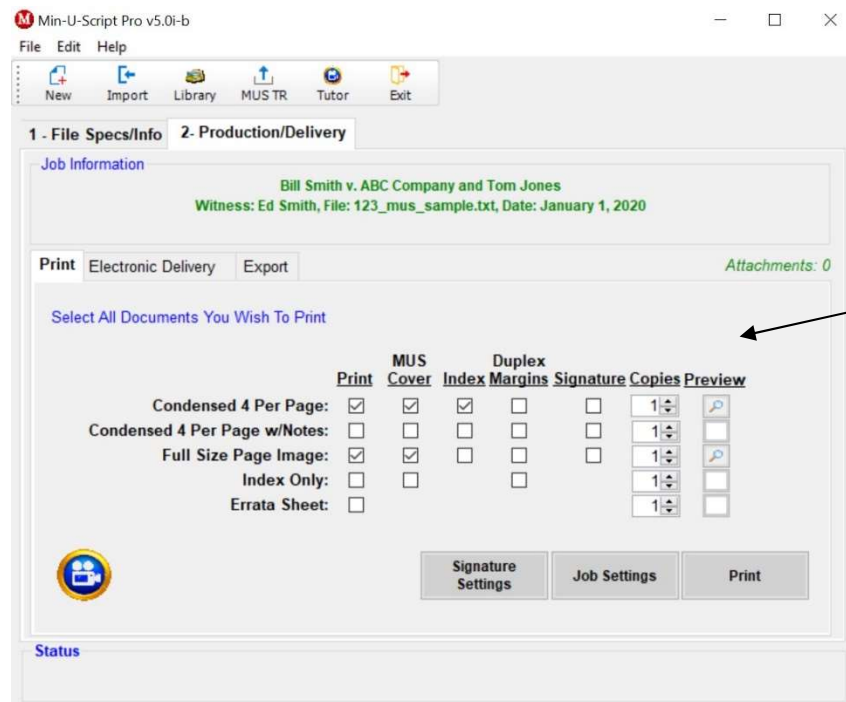 Min-U-Script Pro v5.0i-b
File Edit Help
New Import Library MUS TR Tutor Exit
1 - File Specs/Info 2- Production/Delivery
Job Information
Bill Smith v. ABC Company and Tom Jones
Witness: Ed Smith, File: 123_mus_sample.txt, Date: January 1, 2020
Print Electronic Delivery Export Attachments: 0
Select All Documents You Wish To Print
MUS Duplex
Print Cover Index Margins Signature Copies Preview
Condensed 4 Per Page: 1
Condensed 4 Per Page w/Notes: 1
Full Size Page Image: 1
Index Only: 1
Errata Sheet: 1
Signature
Settings Job Settings Print
Status